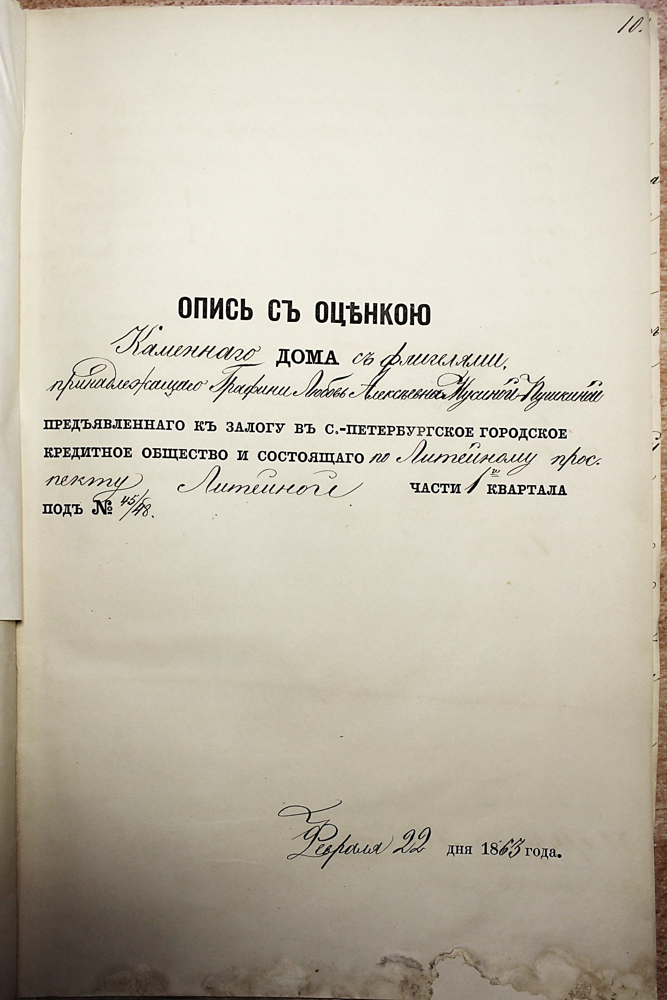 10.
ОПИСЬ СЪ ОЦѢНКОЮ
Каменнаго ДОМА съ флигелями,
принадлежащаго Графини Любовь Алексѣевна Мусиной-Пушкиной
ПРЕДЪЯВЛЕННАГО КЪ ЗАЛОГУ ВЪ С.-ПЕТЕРБУРГСКОЕ ГОРОДСКОЕ
КРЕДИТНОЕ ОБЩЕСТВО И СОСТОЯЩАГО по Литейному прос-
пекту Литейной ЧАСТИ 1го КВАРТАЛА
ПОДЪ № 45/48.
Февраля 22 дня 1863 года.